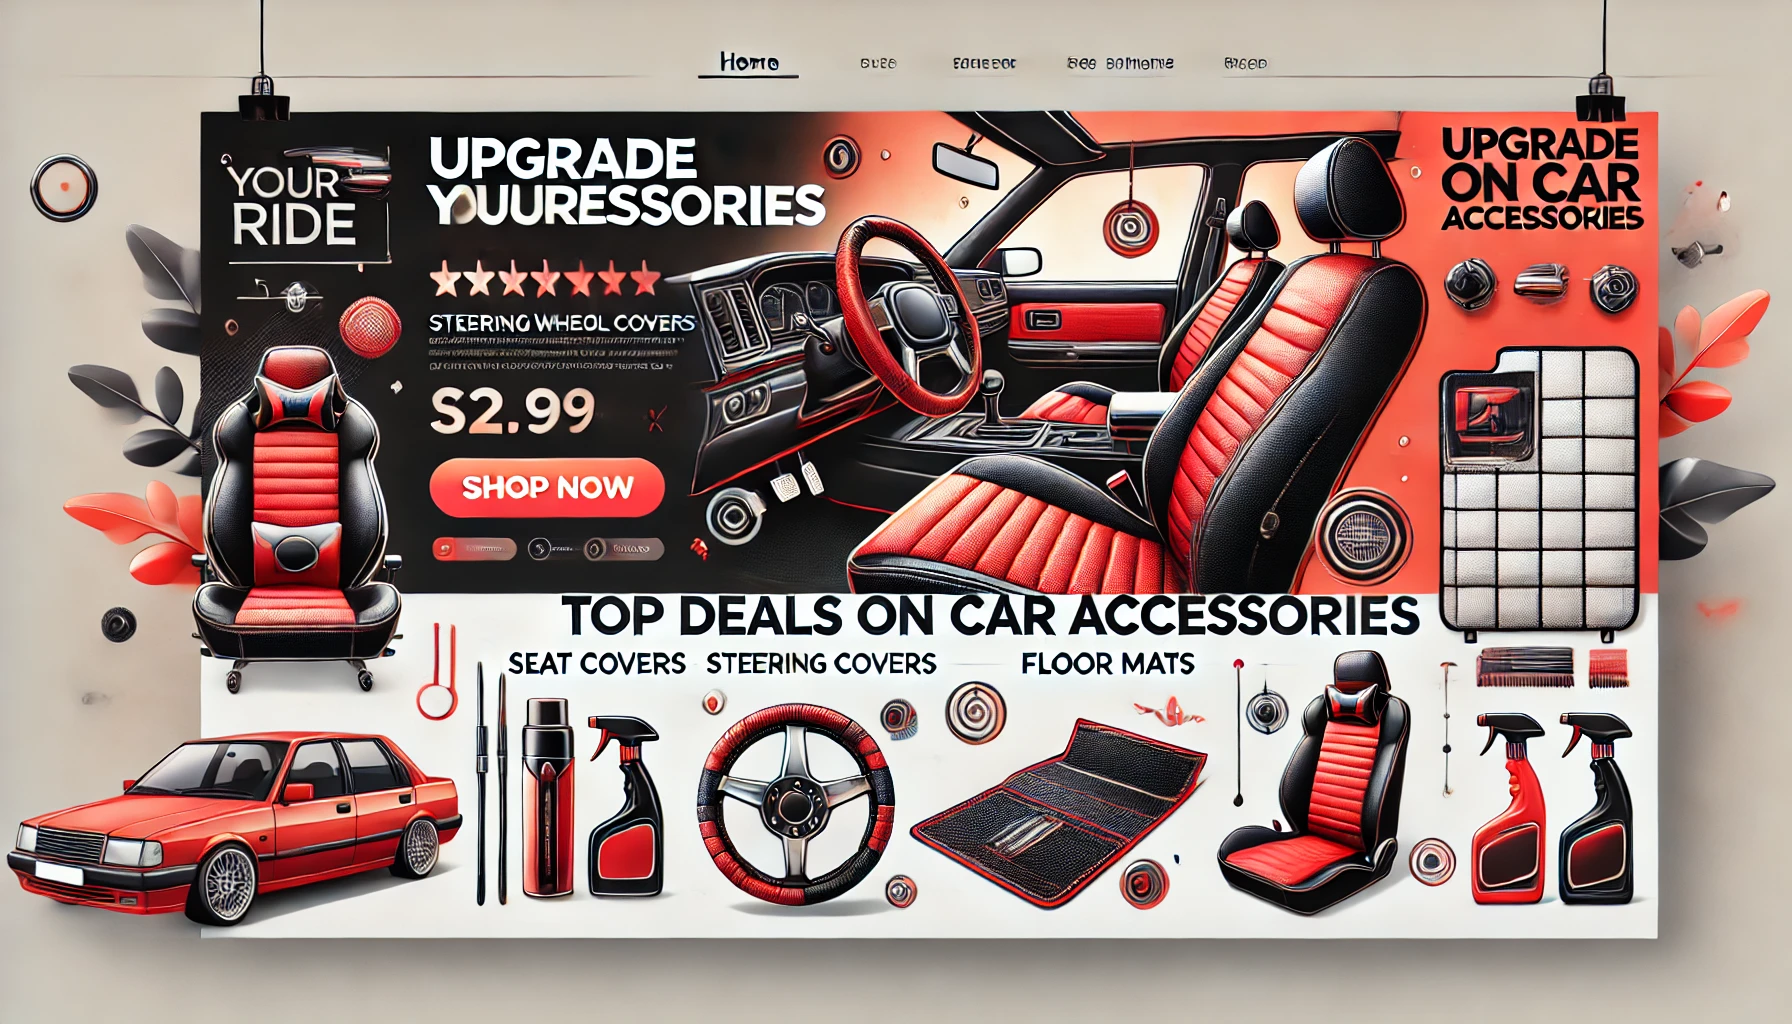 Home
YOUR
RIDE
UPGRADE
YUURESSORIES
STEERING WHEEL COVERS
$2.99
SHOP NOW
UPGRADE
ON CAR
ACCESSORIES
TOP DEALS ON CAR ACCESSORIES
SEAT COVERS STEERING COVERS FLOOR MATS